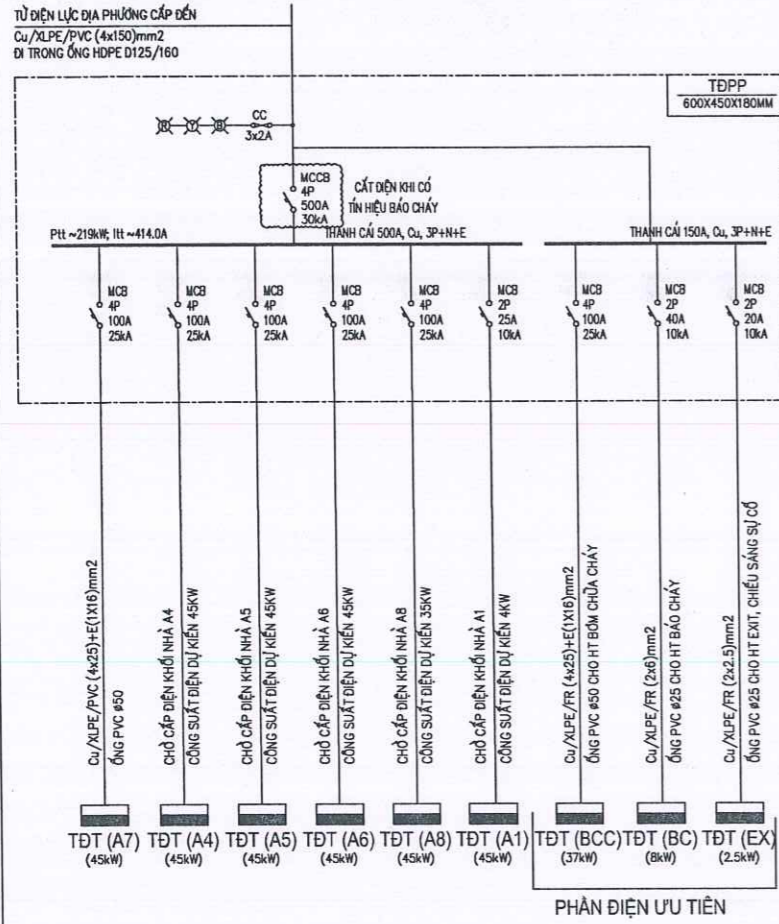 TỪ ĐIỆN LỰC ĐỊA PHƯƠNG CẤP ĐẾN
Cu/XLPE/PVC (4x150)mm2
ĐI TRONG ỐNG HDPE D125/160
TĐPP
600X450X180MM
R Y B
CC
3x2A
MCCB
4P
500A
30kA
CẮT ĐIỆN KHI CÓ
TÍN HIỆU BÁO CHÁY
Ptt ~219kW; Itt ~414.0A
THANH CÁI 500A, Cu, 3P+N+E
THANH CÁI 150A, Cu, 3P+N+E
MCB
4P
100A
25kA
MCB
4P
100A
25kA
MCB
4P
100A
25kA
MCB
4P
100A
25kA
MCB
4P
100A
25kA
MCB
2P
25A
10kA
MCB
4P
100A
25kA
MCB
2P
40A
10kA
MCB
2P
20A
10kA
Cu/XLPE/PVC (4x25)+E(1X16)mm2
ỐNG PVC ø50
CHỜ CẤP ĐIỆN KHỐI NHÀ A4
CÔNG SUẤT ĐIỆN DỰ KIẾN 45KW
CHỜ CẤP ĐIỆN KHỐI NHÀ A5
CÔNG SUẤT ĐIỆN DỰ KIẾN 45KW
CHỜ CẤP ĐIỆN KHỐI NHÀ A6
CÔNG SUẤT ĐIỆN DỰ KIẾN 45KW
CHỜ CẤP ĐIỆN KHỐI NHÀ A8
CÔNG SUẤT ĐIỆN DỰ KIẾN 35KW
CHỜ CẤP ĐIỆN KHỐI NHÀ A1
CÔNG SUẤT ĐIỆN DỰ KIẾN 4KW
Cu/XLPE/FR (4x25)+E(1X16)mm2
ỐNG PVC ø50 CHO HT BƠM CHỮA CHÁY
Cu/XLPE/FR (2x6)mm2
ỐNG PVC ø25 CHO HT BÁO CHÁY
Cu/XLPE/FR (2x2.5)mm2
ỐNG PVC ø25 CHO HT EXIT, CHIẾU SÁNG SỰ CỐ
TĐT (A7)
(45kW)
TĐT (A4)
(45kW)
TĐT (A5)
(45kW)
TĐT (A6)
(45kW)
TĐT (A8)
(45kW)
TĐT (A1)
(45kW)
TĐT (BCC)
(37kW)
TĐT (BC)
(8kW)
TĐT (EX)
(2.5kW)
PHẦN ĐIỆN ƯU TIÊN